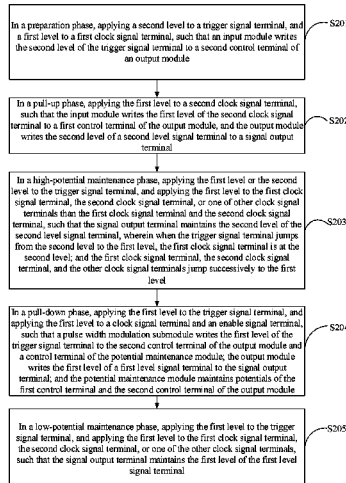 In a preparation phase, applying a second level to a trigger signal terminal, and
a first level to a first clock signal terminal, such that an input module writes
the second level of the trigger signal terminal to a second control terminal of
an output module
S201
In a pull-up phase, applying the first level to a second clock signal terminal,
such that the input module writes the first level of the second clock signal
terminal to a first control terminal of the output module, and the output module
writes the second level of a second level signal terminal to a signal output
terminal
S202
In a high-potential maintenance phase, applying the first level or the second
level to the trigger signal terminal, and applying the first level to the first clock
signal terminal, the second clock signal terminal, or one of other clock signal
terminals than the first clock signal terminal and the second clock signal
terminal, such that the signal output terminal maintains the second level of the
second level signal terminal, wherein when the trigger signal terminal jumps
from the second level to the first level, the first clock signal terminal is at the
second level; and the first clock signal terminal, the second clock signal
terminal, and the other clock signal terminals jump successively to the first
level
S203
In a pull-down phase, applying the first level to the trigger signal terminal, and
applying the first level to a clock signal terminal and an enable signal terminal,
such that a pulse width modulation submodule writes the first level of the
trigger signal terminal to the second control terminal of the output module and
a control terminal of the potential maintenance module; the output module
writes the first level of a first level signal terminal to the signal output
terminal; and the potential maintenance module maintains potentials of the
first control terminal and the second control terminal of the output module
S204
In a low-potential maintenance phase, applying the first level to the trigger
signal terminal, and applying the first level to the first clock signal terminal,
the second clock signal terminal, or one of the other clock signal terminals,
such that the signal output terminal maintains the first level of the first level
signal terminal
S205